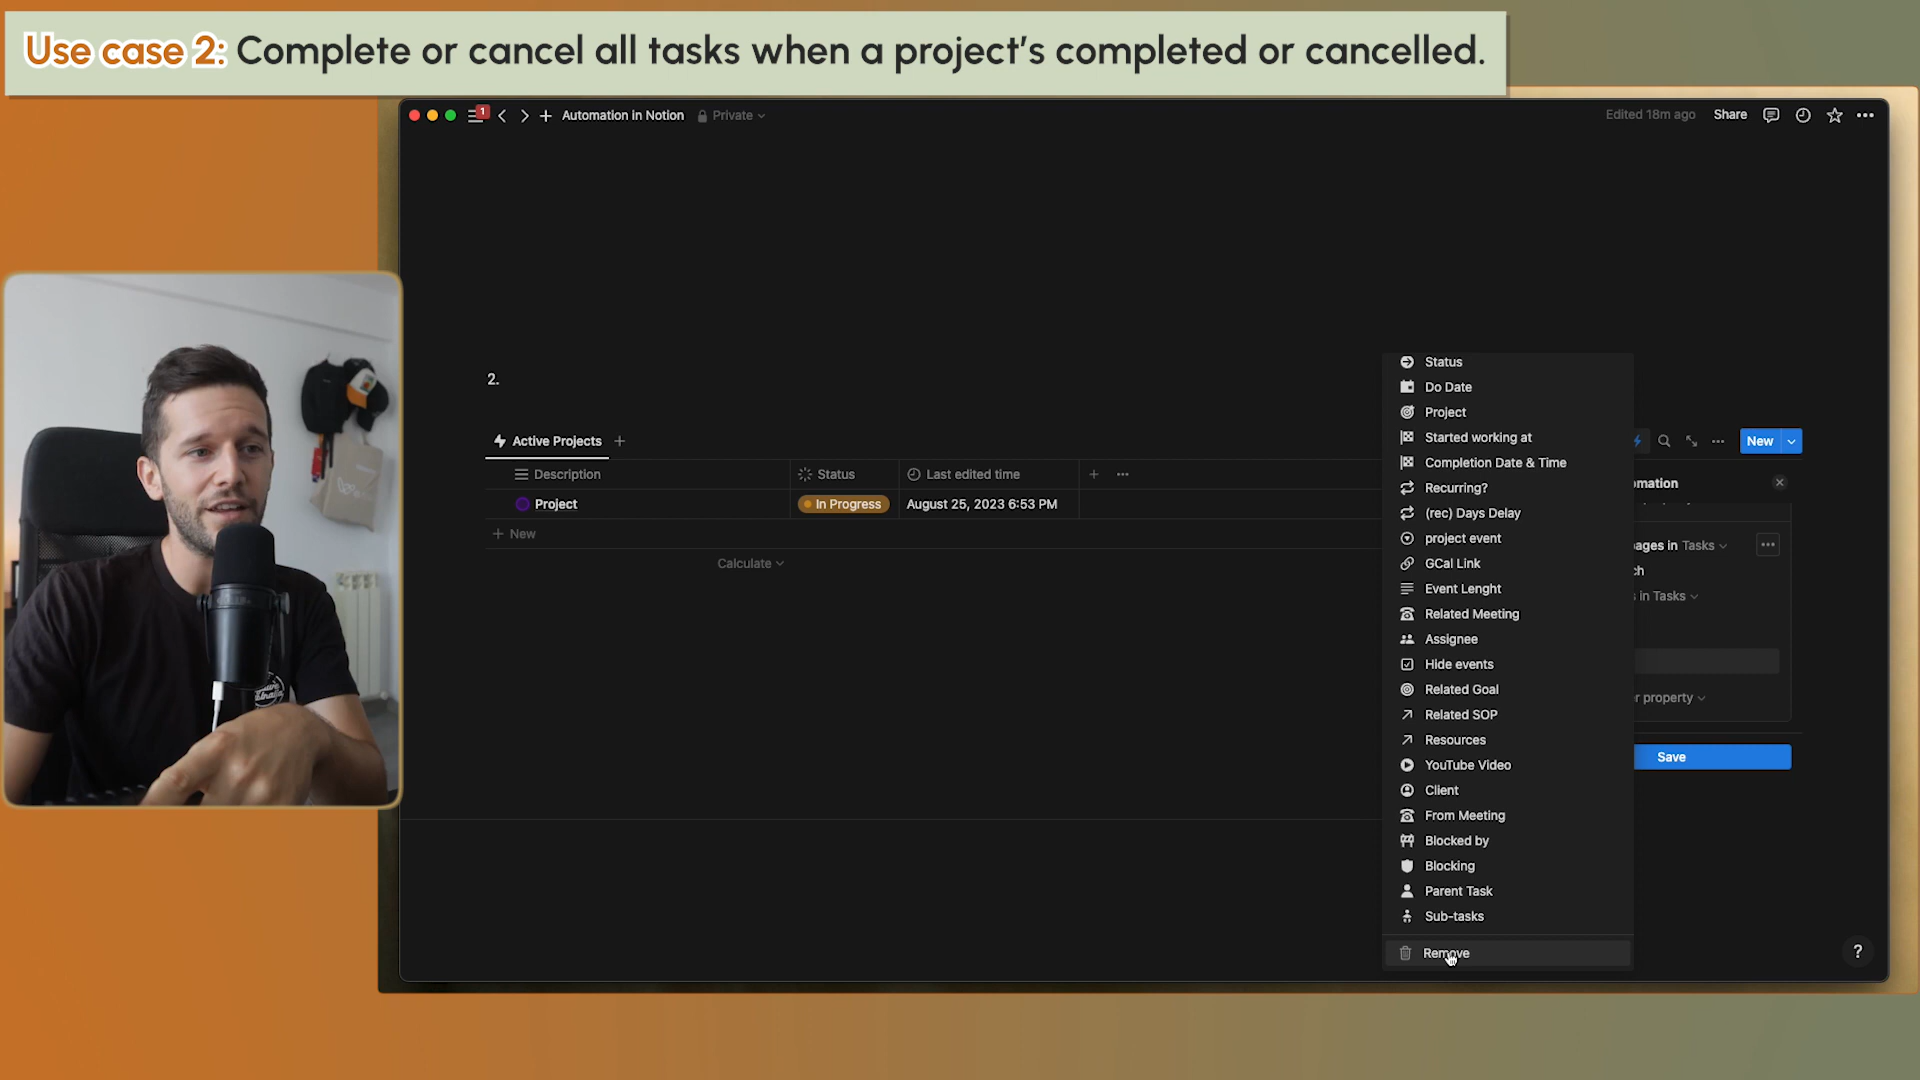 Use case 2: Complete or cancel all tasks when a project's completed or cancelled.
1
Automation in Notion
Private
Edited 18m ago
Share
2.
Active Projects
New
Description
Status
Last edited time
Project
In Progress
August 25, 2023 6:53 PM
New
Calculate
Status
Do Date
Project
Started working at
Completion Date & Time
Recurring?
(rec) Days Delay
project event
GCal Link
Event Lenght
Related Meeting
Assignee
Hide events
Related Goal
Related SOP
Resources
YouTube Video
Client
From Meeting
Blocked by
Blocking
Parent Task
Sub-tasks
Remove
mation
ages in Tasks
ch
in Tasks
r property
Save
?